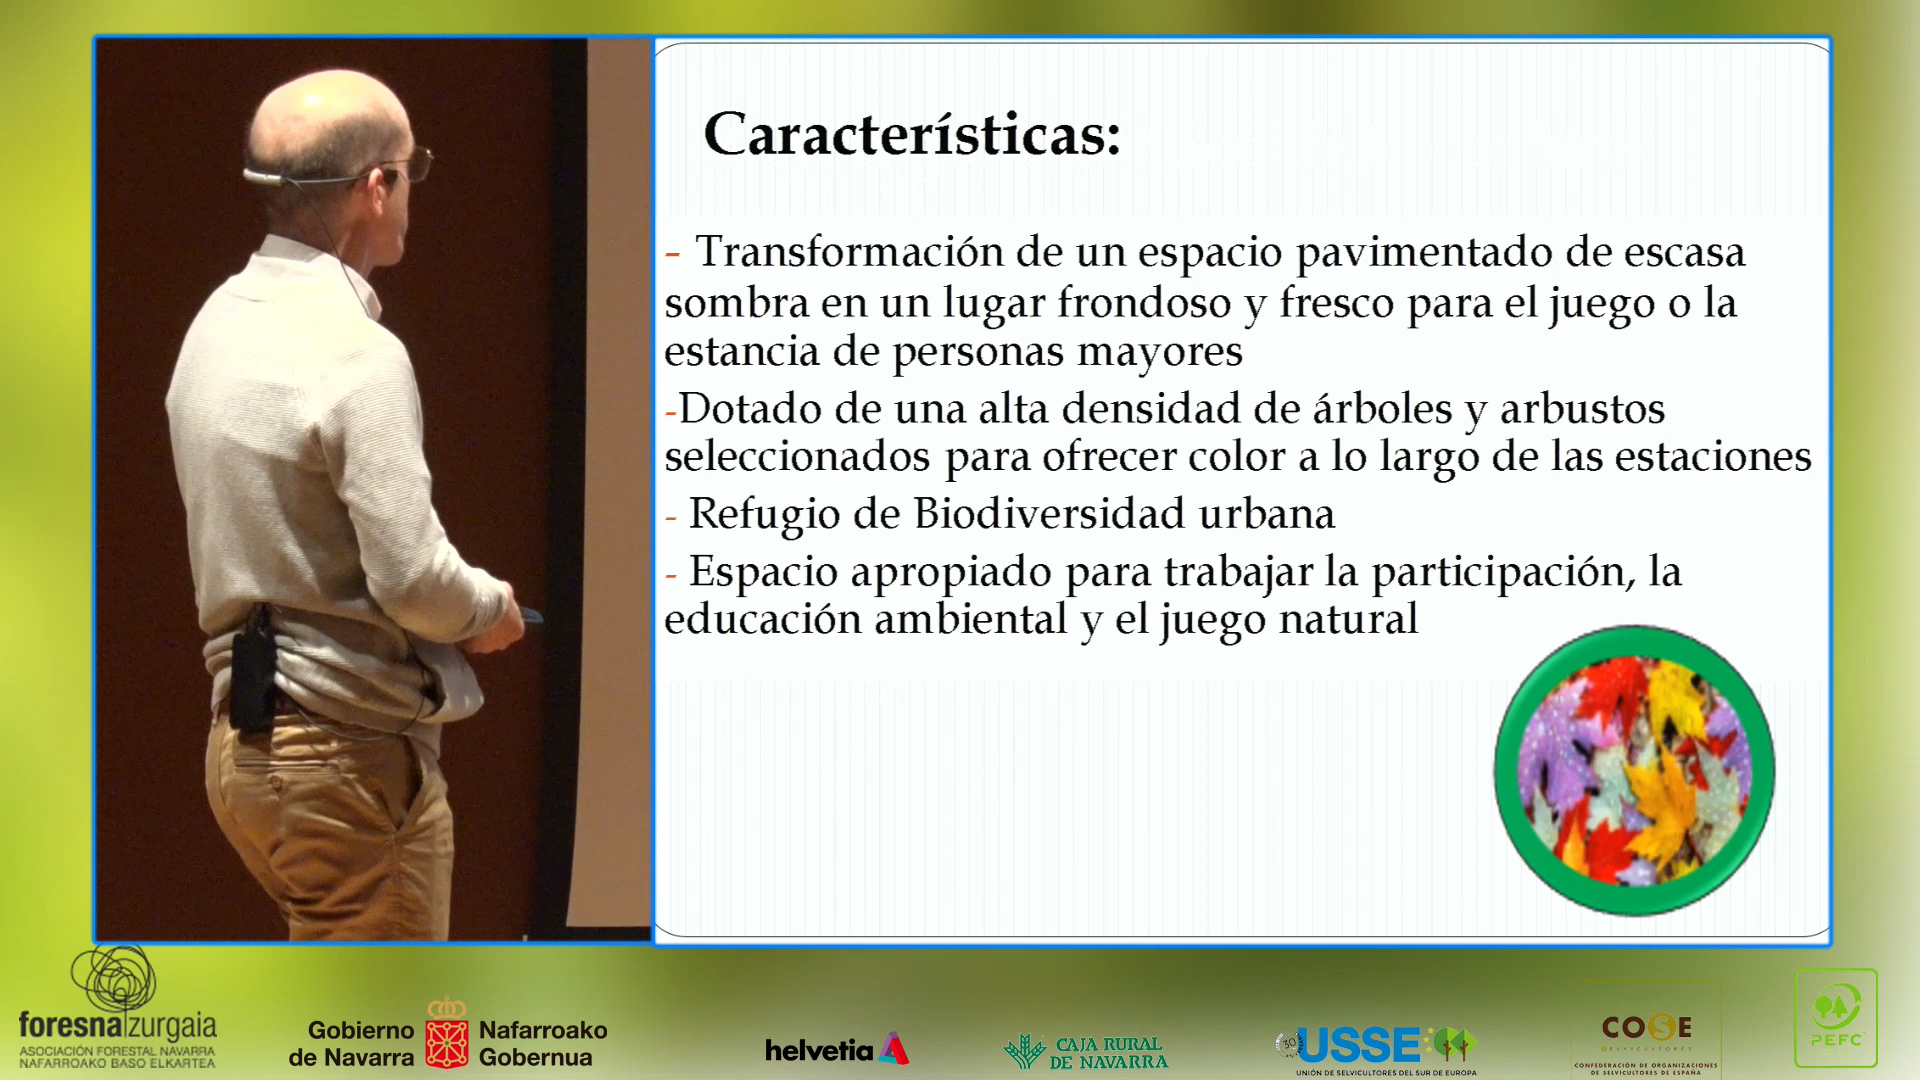 Características:
- Transformación de un espacio pavimentado de escasa
sombra en un lugar frondoso y fresco para el juego o la
estancia de personas mayores
-Dotado de una alta densidad de árboles y arbustos
seleccionados para ofrecer color a lo largo de las estaciones
- Refugio de Biodiversidad urbana
- Espacio apropiado para trabajar la participación, la
educación ambiental y el juego natural
foresna|zurgaia
ASOCIACIÓN FORESTAL NAVARRA
NAFARROAKO BASO ELKARTEA
Gobierno
de Navarra
Nafarroako
Gobernua
helvetia
CAJA RURAL
DE NAVARRA
30
USSE
UNIÓN DE SELVICULTORES DEL SUR DE EUROPA
COSE
SELVICULTORES
CONFEDERACIÓN DE ORGANIZACIONES
DE SELVICULTORES DE ESPAÑA
PEFC